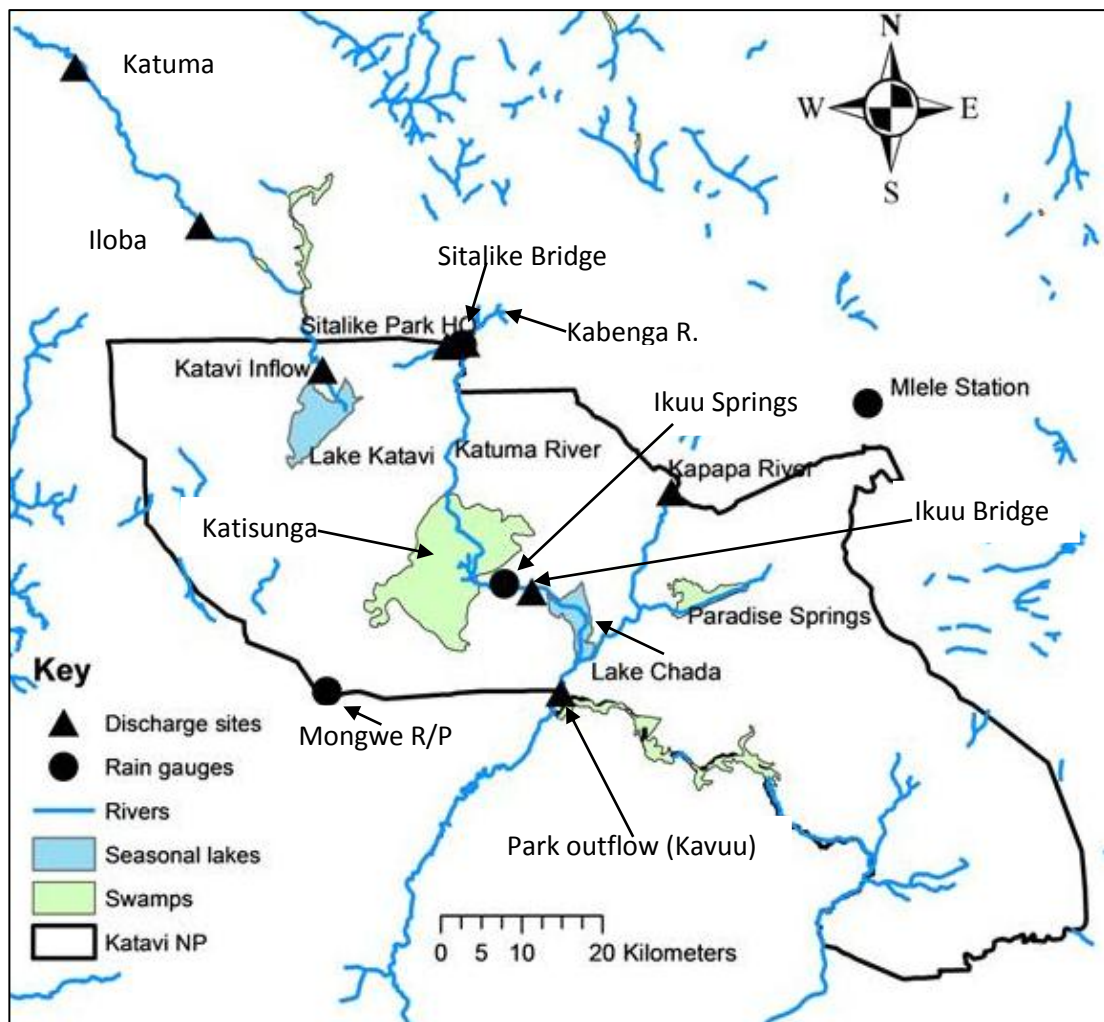 Katuma
N
W
E
S
Iloba
Sitalike Bridge
Sitalike Park HQ
Kabenga R.
Katavi Inflow
Mlele Station
Ikuu Springs
Lake Katavi
Katuma River
Kapapa River
Katisunga
Ikuu Bridge
Paradise Springs
Lake Chada
Mongwe R/P
Park outflow (Kavuu)
Key
Discharge sites
Rain gauges
Rivers
Seasonal lakes
Swamps
Katavi NP
0 5 10 20 Kilometers